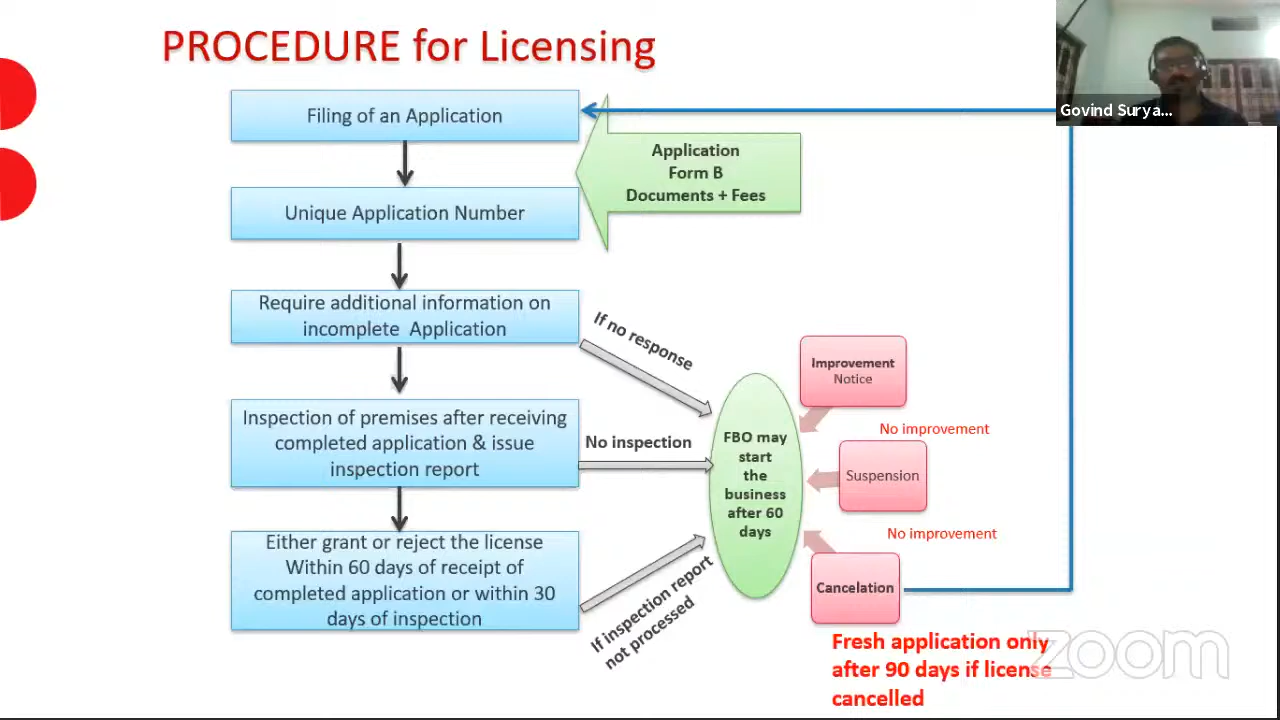 PROCEDURE for Licensing
Govind Surya...
Filing of an Application
Application
Form B
Documents + Fees
Unique Application Number
Require additional information on
incomplete Application
If no response
Improvement
Notice
No improvement
Inspection of premises after receiving
completed application & issue
inspection report
No inspection
FBO may
start
the
business
after 60
days
Suspension
No improvement
Either grant or reject the license
Within 60 days of receipt of
completed application or within 30
days of inspection
If inspection report
not processed
Cancelation
Fresh application only
after 90 days if license
cancelled
zoom